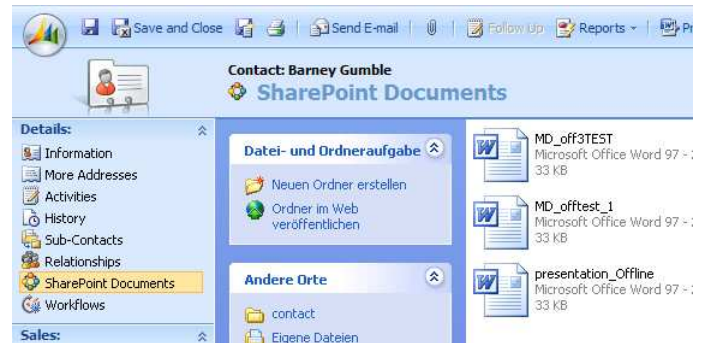 Save and Close
Send E-mail
Follow Up
Reports
Contact: Barney Gumble
SharePoint Documents
Details:
Information
More Addresses
Activities
History
Sub-Contacts
Relationships
SharePoint Documents
Workflows
Sales:
Datei- und Ordneraufgabe
Neuen Ordner erstellen
Ordner im Web
veröffentlichen
Andere Orte
contact
Eigene Dateien
MD_off3TEST
Microsoft Office Word 97 -
33 KB
MD_offtest_1
Microsoft Office Word 97 -
33 KB
presentation_Offline
Microsoft Office Word 97 -
33 KB